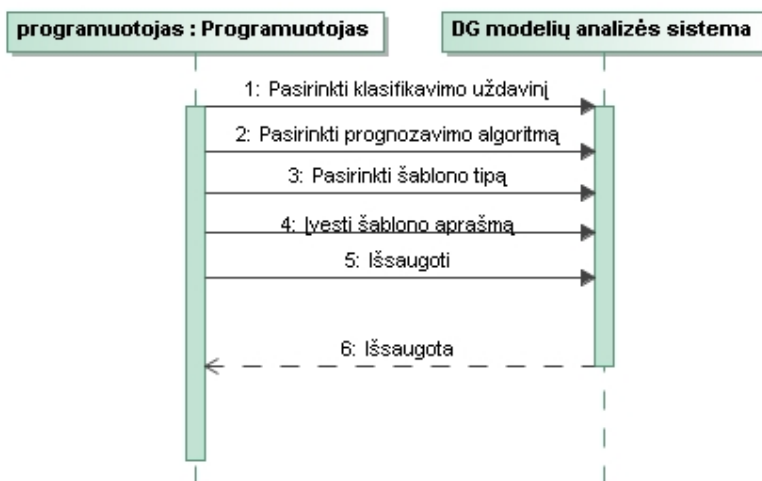 programuotojas : Programuotojas
DG modelių analizės sistema
1: Pasirinkti klasifikavimo uždavinį
2: Pasirinkti prognozavimo algoritmą
3: Pasirinkti šablono tipą
4: Įvesti šablono aprašmą
5: Išsaugoti
6: Išsaugota